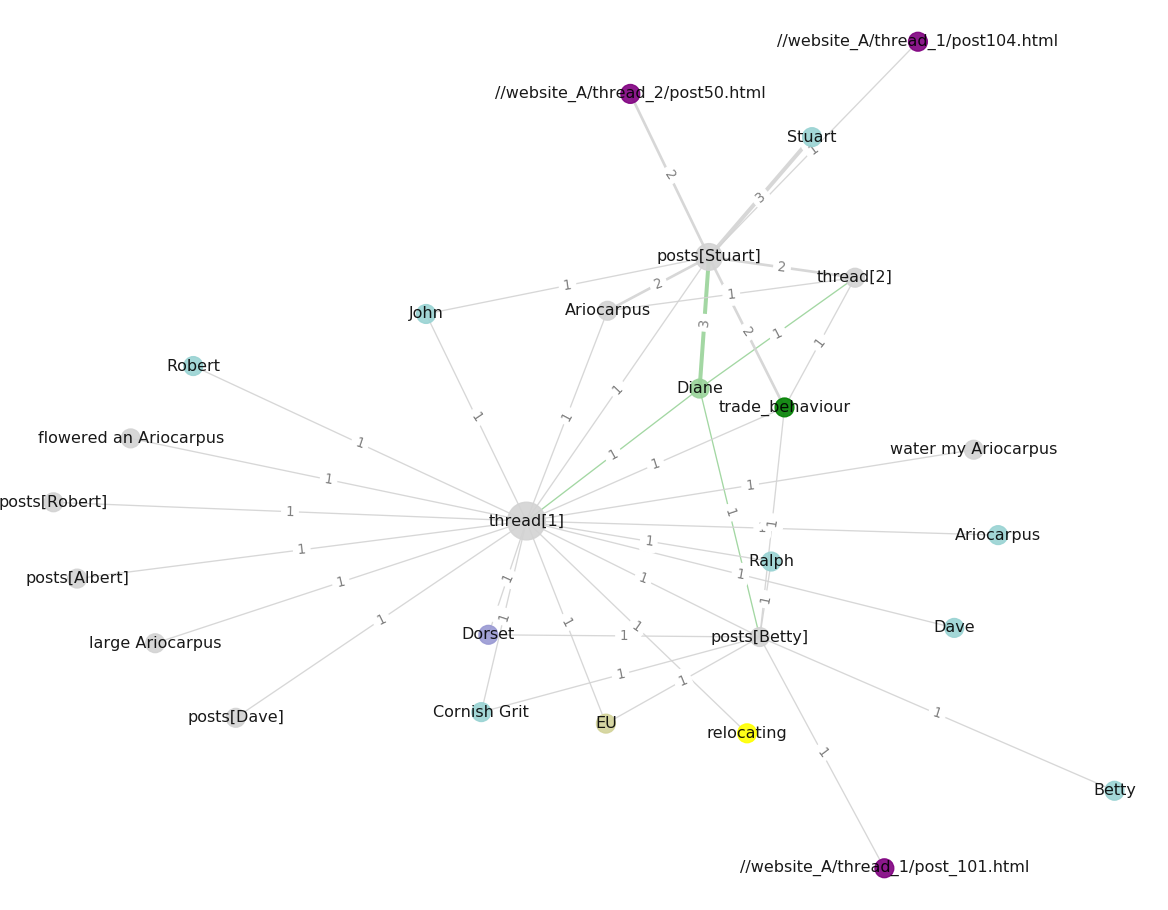 //website_A/thread_1/post104.html
//website_A/thread_2/post50.html
Stuart
1
2
3
posts[Stuart]
2
thread[2]
1
2
1
John
Ariocarpus
3
2
1
1
Robert
Diane
1
trade_behaviour
1
1
flowered an Ariocarpus
1
water my Ariocarpus
1
1
1
1
posts[Robert]
1
thread[1]
1
1
Ariocarpus
1
1
Ralph
posts[Albert]
1
1
1
1
1
large Ariocarpus
1
1
1
1
Dave
Dorset
1
posts[Betty]
1
1
posts[Dave]
Cornish Grit
EU
relocating
1
1
Betty
//website_A/thread_1/post_101.html